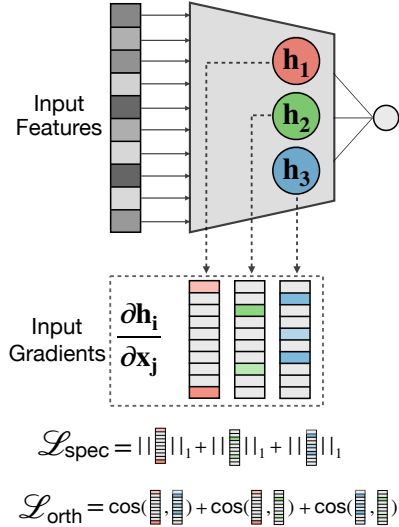 h₁
Input
Features
h₂
h₃
Input
Gradients
∂hᵢ
∂xⱼ
ℒspec = || ||₁ + || ||₁ + || ||₁
ℒorth = cos( , ) + cos( , ) + cos( , )